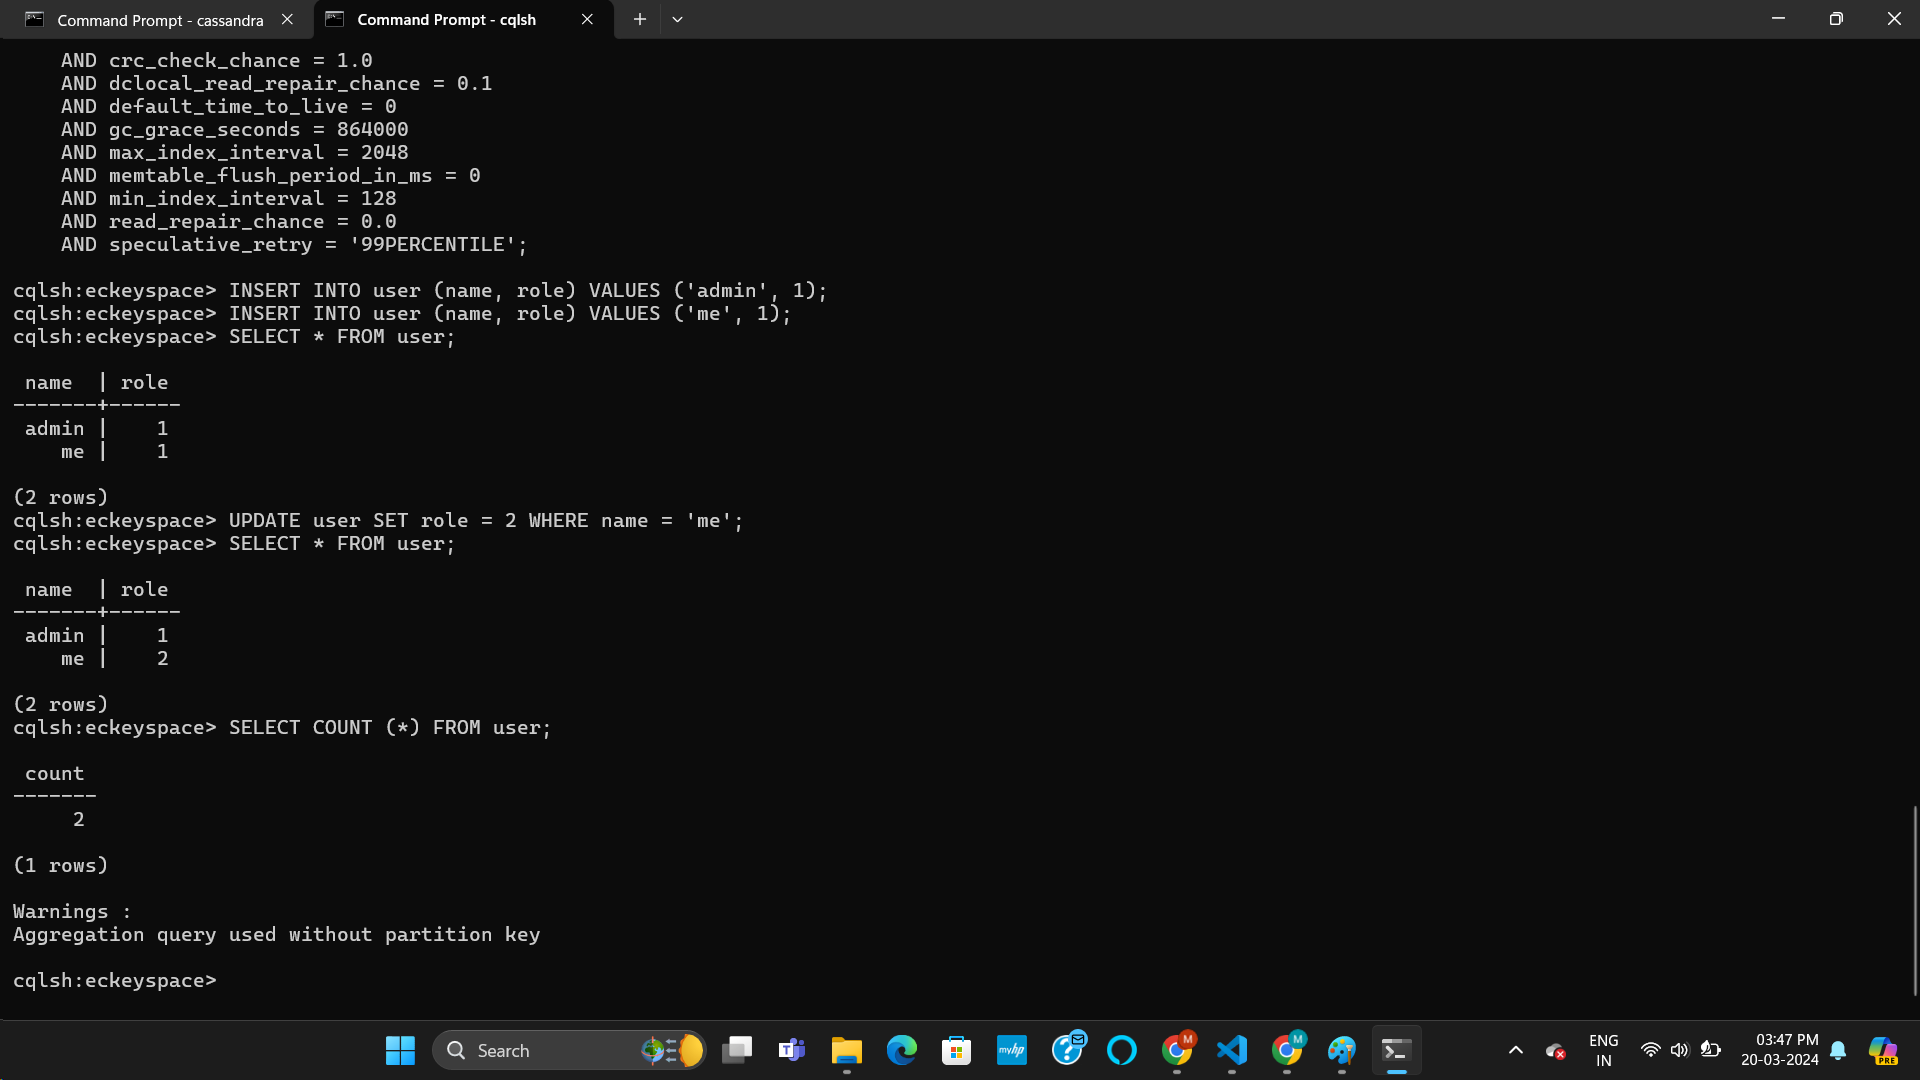 Command Prompt - cassandra
Command Prompt - cqlsh
AND crc_check_chance = 1.0
AND dclocal_read_repair_chance = 0.1
AND default_time_to_live = 0
AND gc_grace_seconds = 864000
AND max_index_interval = 2048
AND memtable_flush_period_in_ms = 0
AND min_index_interval = 128
AND read_repair_chance = 0.0
AND speculative_retry = '99PERCENTILE';
cqlsh:eckeyspace> INSERT INTO user (name, role) VALUES ('admin', 1);
cqlsh:eckeyspace> INSERT INTO user (name, role) VALUES ('me', 1);
cqlsh:eckeyspace> SELECT * FROM user;
name | role
-------+------
admin | 1
me | 1
(2 rows)
cqlsh:eckeyspace> UPDATE user SET role = 2 WHERE name = 'me';
cqlsh:eckeyspace> SELECT * FROM user;
name | role
-------+------
admin | 1
me | 2
(2 rows)
cqlsh:eckeyspace> SELECT COUNT (*) FROM user;
count
-------
2
(1 rows)
Warnings :
Aggregation query used without partition key
cqlsh:eckeyspace>
Search
myhp
M
M
ENG
IN
03:47 PM
20-03-2024
PRE